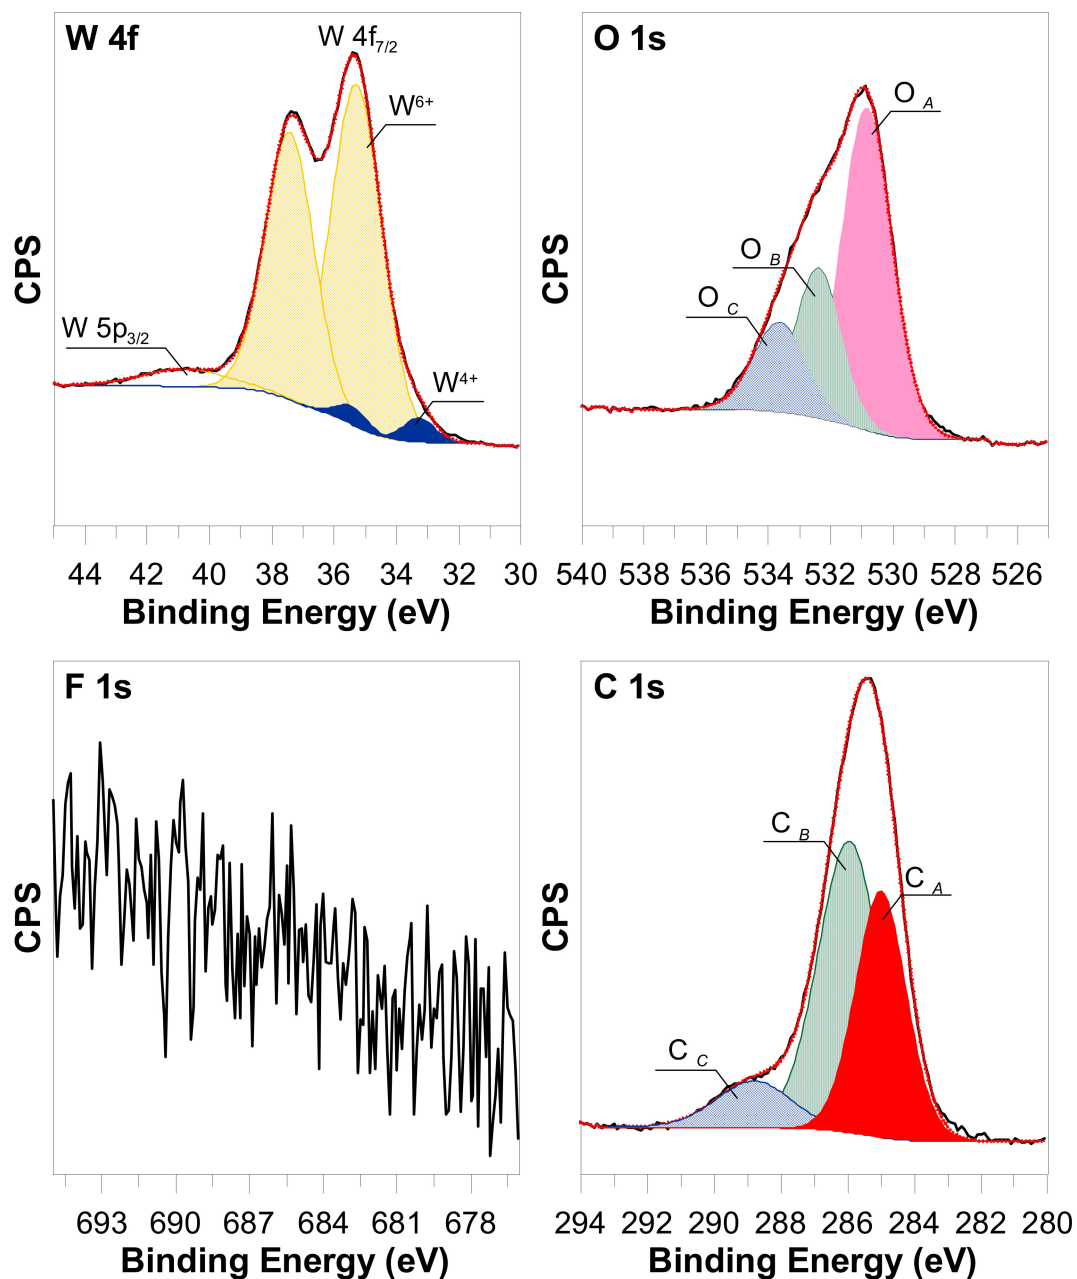 W 4f
W 4f7/2
W6+
W 5p3/2
W4+
CPS
44 42 40 38 36 34 32 30
Binding Energy (eV)
O 1s
O A
O B
O C
CPS
540 538 536 534 532 530 528 526
Binding Energy (eV)
F 1s
CPS
693 690 687 684 681 678
Binding Energy (eV)
C 1s
C B
C A
C C
CPS
294 292 290 288 286 284 282 280
Binding Energy (eV)